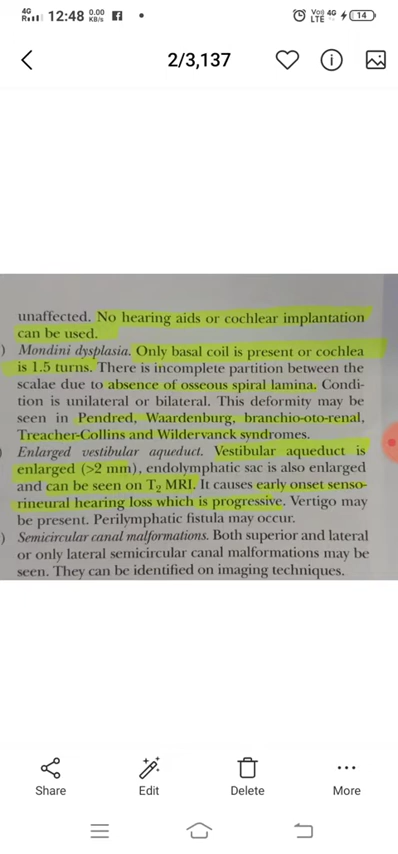 4G
R
12:48
0.00
KB/s
Vo))
LTE
4G
14
2/3,137
unaffected. No hearing aids or cochlear implantation
can be used.
) Mondini dysplasia. Only basal coil is present or cochlea
is 1.5 turns. There is incomplete partition between the
scalae due to absence of osseous spiral lamina. Condi-
tion is unilateral or bilateral. This deformity may be
seen in Pendred, Waardenburg, branchio-oto-renal,
Treacher-Collins and Wildervanck syndromes.
) Enlarged vestibular aqueduct. Vestibular aqueduct is
enlarged (>2 mm), endolymphatic sac is also enlarged
and can be seen on T₂ MRI. It causes early onset senso-
rineural hearing loss which is progressive. Vertigo may
be present. Perilymphatic fistula may occur.
) Semicircular canal malformations. Both superior and lateral
or only lateral semicircular canal malformations may be
seen. They can be identified on imaging techniques.
Share
Edit
Delete
More